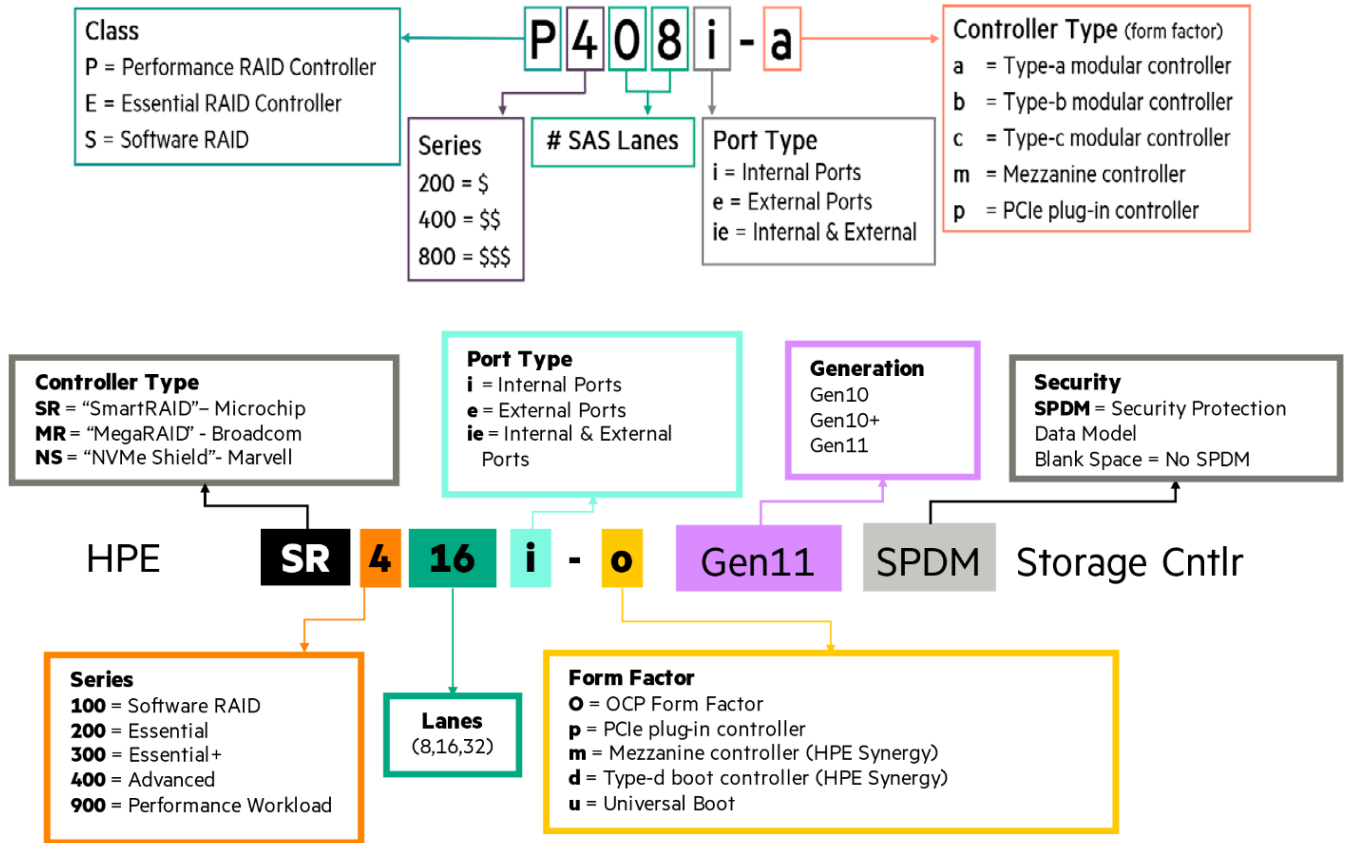 P408i-a
Class
P = Performance RAID Controller
E = Essential RAID Controller
S = Software RAID
Series
200 = $
400 = $$
800 = $$$
# SAS Lanes
Port Type
i = Internal Ports
e = External Ports
ie = Internal & External
Controller Type (form factor)
a = Type-a modular controller
b = Type-b modular controller
c = Type-c modular controller
m = Mezzanine controller
p = PCIe plug-in controller
Controller Type
SR = “SmartRAID”– Microchip
MR = “MegaRAID” - Broadcom
NS = “NVMe Shield”- Marvell
Port Type
i = Internal Ports
e = External Ports
ie = Internal & External
Ports
Generation
Gen10
Gen10+
Gen11
Security
SPDM = Security Protection
Data Model
Blank Space = No SPDM
HPE SR 4 16 i - o Gen11 SPDM Storage Cntlr
Series
100 = Software RAID
200 = Essential
300 = Essential+
400 = Advanced
900 = Performance Workload
Lanes
(8,16,32)
Form Factor
O = OCP Form Factor
p = PCIe plug-in controller
m = Mezzanine controller (HPE Synergy)
d = Type-d boot controller (HPE Synergy)
u = Universal Boot